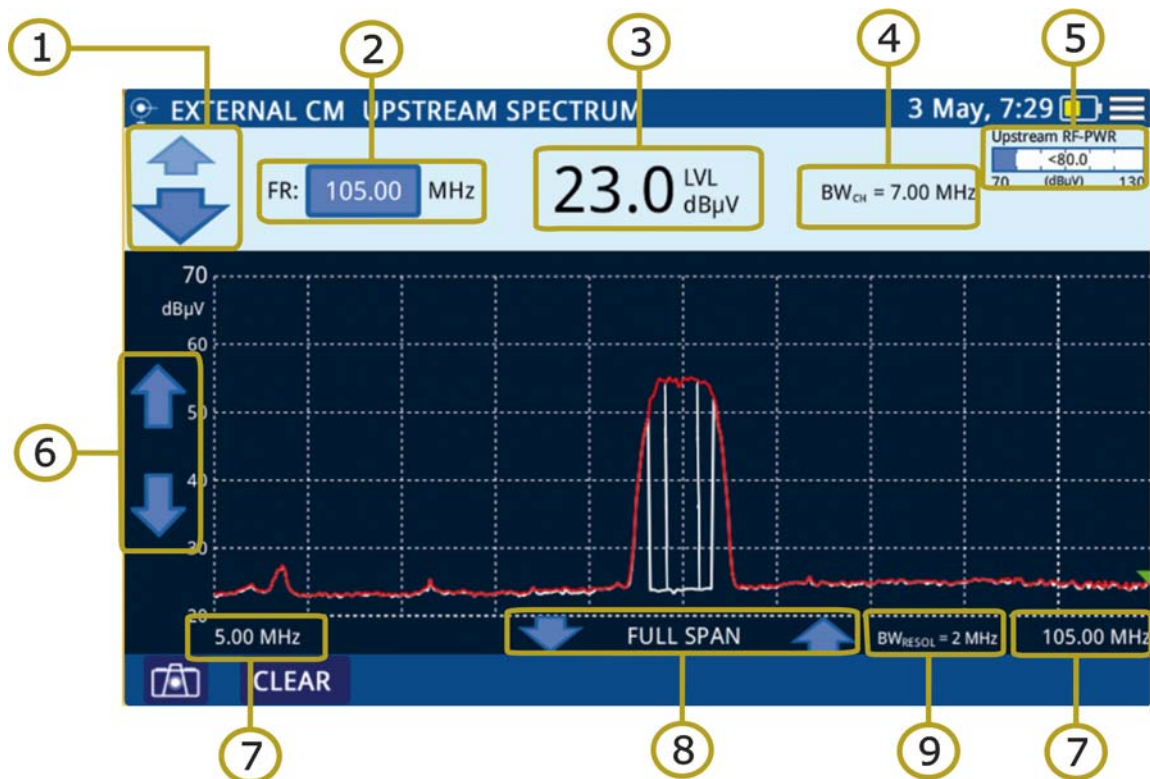 1
2
3
4
5
EXTERNAL CM UPSTREAM SPECTRUM
3 May, 7:29
Upstream RF-PWR
<80.0
70 (dBµV) 130
FR: 105.00 MHz
23.0 LVL dBµV
BWCH = 7.00 MHz
70
dBµV
60
50
40
30
20
6
5.00 MHz
FULL SPAN
BWRESOL = 2 MHz
105.00 MHz
CLEAR
7
8
9
7